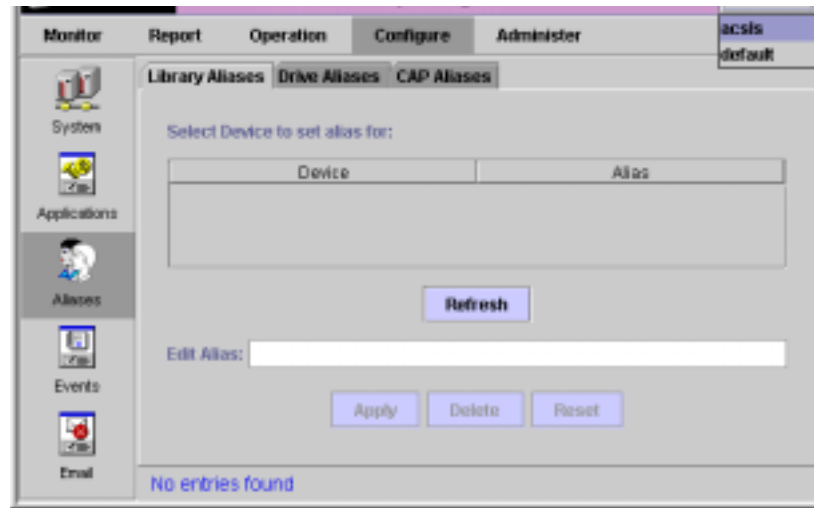 Monitor Report Operation Configure Administer
acsls
default
Library Aliases Drive Aliases CAP Aliases
System
Select Device to set alias for:
Device Alias
Applications
Aliases
Refresh
Edit Alias:
Events
Apply Delete Reset
Email
No entries found